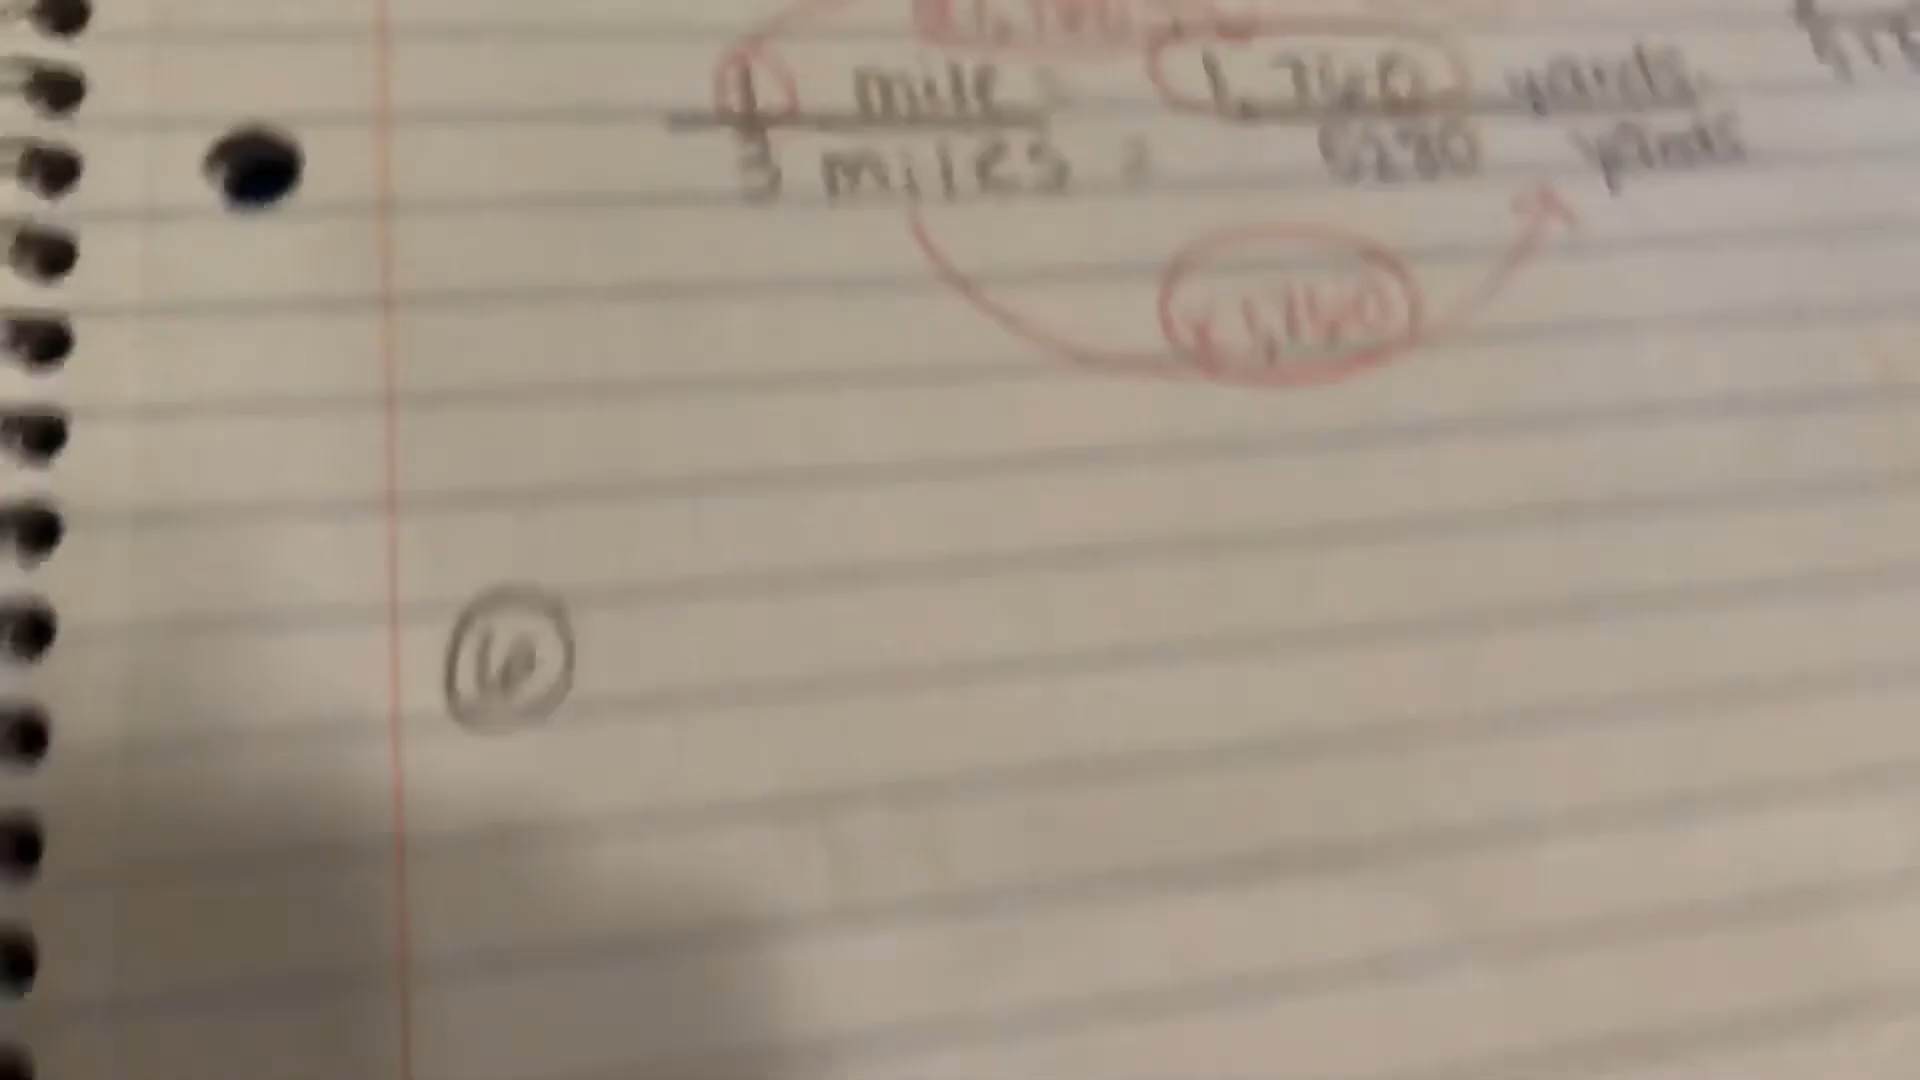 1 mile = 1,760 yards
3 miles = 5280 yards
x 1,760
6